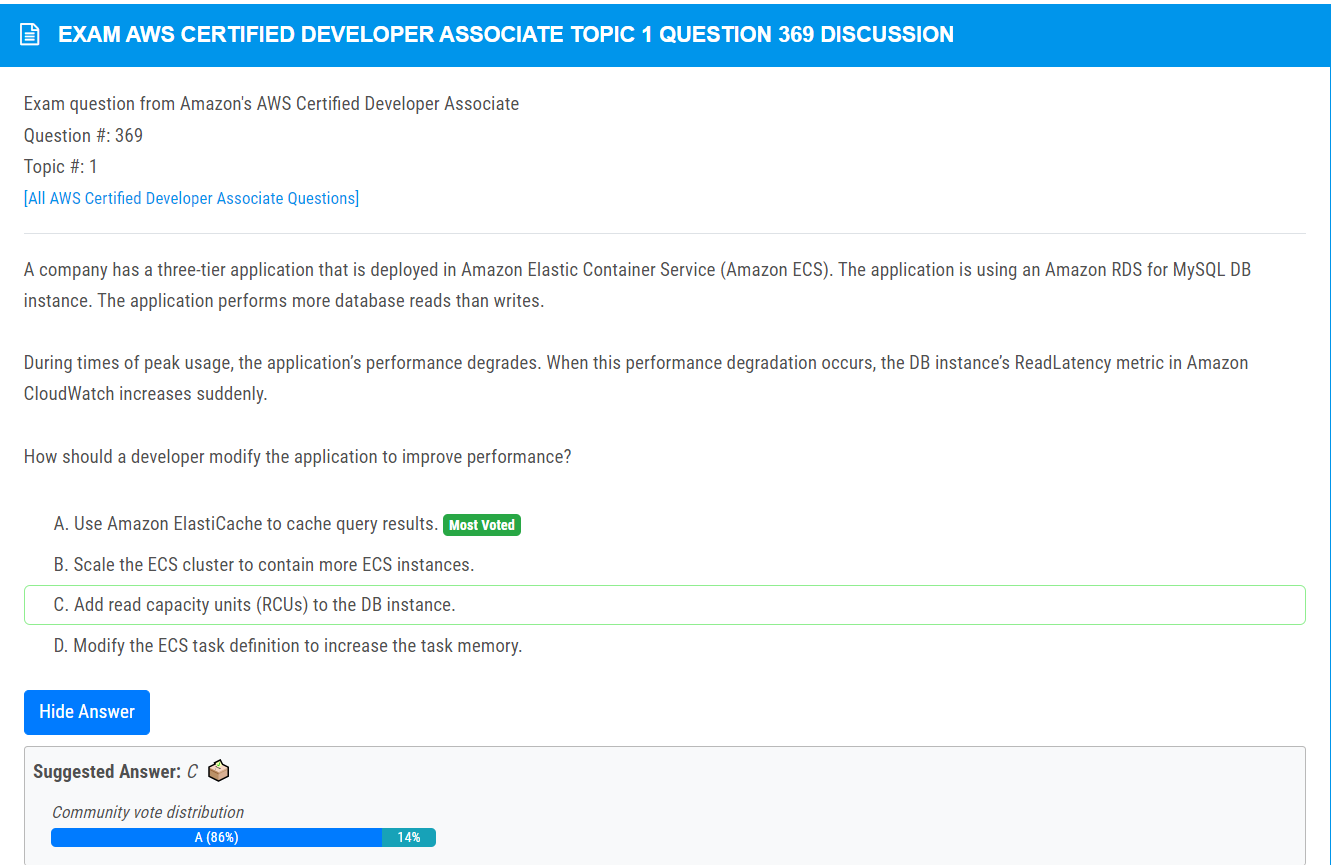 EXAM AWS CERTIFIED DEVELOPER ASSOCIATE TOPIC 1 QUESTION 369 DISCUSSION
Exam question from Amazon's AWS Certified Developer Associate
Question #: 369
Topic #: 1
[All AWS Certified Developer Associate Questions]
A company has a three-tier application that is deployed in Amazon Elastic Container Service (Amazon ECS). The application is using an Amazon RDS for MySQL DB
instance. The application performs more database reads than writes.
During times of peak usage, the application’s performance degrades. When this performance degradation occurs, the DB instance’s ReadLatency metric in Amazon
CloudWatch increases suddenly.
How should a developer modify the application to improve performance?
A. Use Amazon ElastiCache to cache query results. Most Voted
B. Scale the ECS cluster to contain more ECS instances.
C. Add read capacity units (RCUs) to the DB instance.
D. Modify the ECS task definition to increase the task memory.
Hide Answer
Suggested Answer: C
Community vote distribution
A (86%) 14%